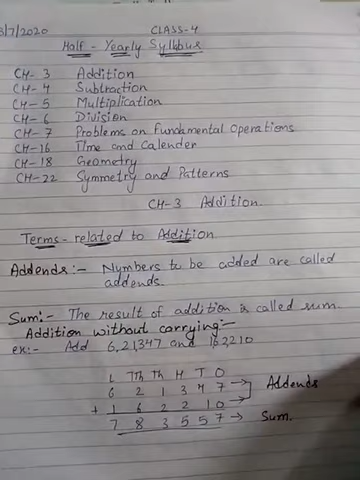 3/7/2020 CLASS-4
Half-Yearly Syllbus
CH- 3 Addition
CH- 4 Subtraction
CH- 5 Multiplication
CH- 6 Division
CH- 7 Problems on Fundamental Operations
CH-16 Time and Calender
CH-18 Geometry
CH-22 Symmetry and Patterns
CH-3 Addition.
Terms-related to Addition
Addends:- Numbers to be added are called
addends.
Sum:- The result of addition is called sum.
Addition without carrying:-
ex:- Add 6,21,347 and 1,62,210
L TTh Th H T O
6 2 1 3 4 7 → Addends
+ 1 6 2 2 1 0 →
7 8 3 5 5 7 → Sum.